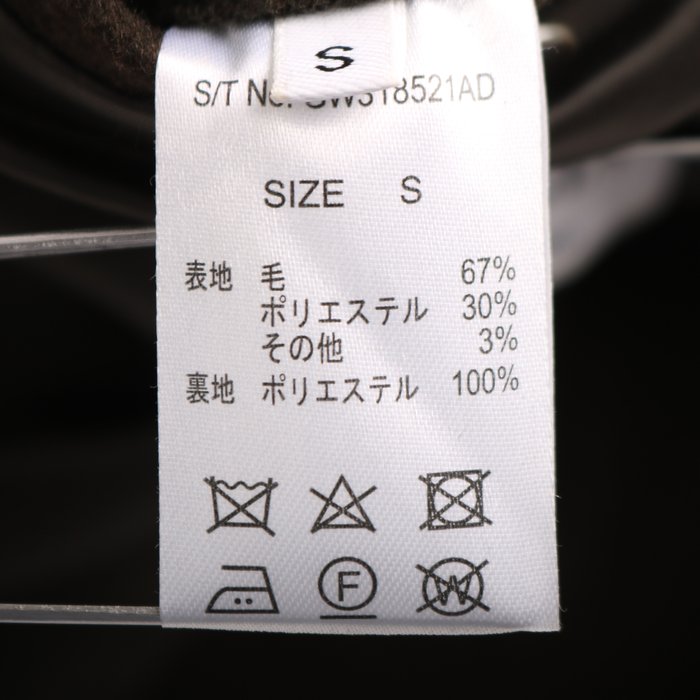 S
S/T No. SW318521AD
SIZE S
表地 毛 67%
ポリエステル 30%
その他 3%
裏地 ポリエステル 100%
F W